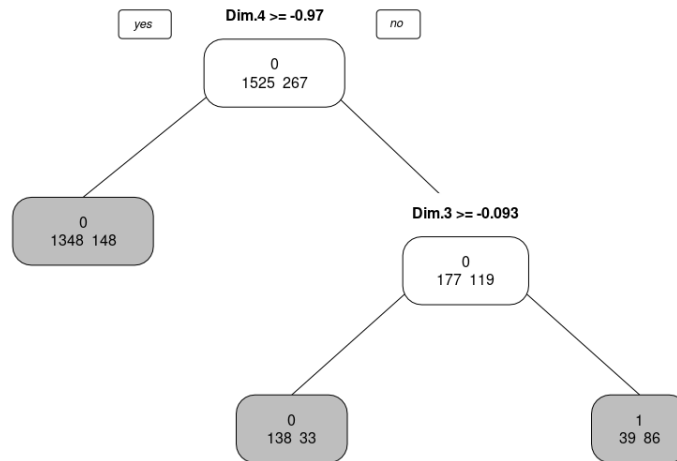 Dim.4 >= -0.97
yes
no
0
1525 267
0
1348 148
Dim.3 >= -0.093
0
177 119
0
138 33
1
39 86